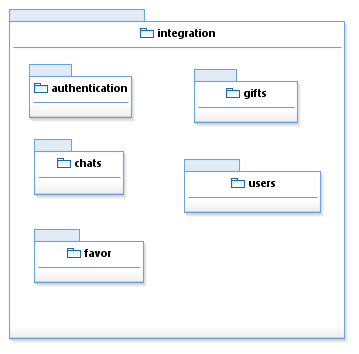 integration
authentication
gifts
chats
users
favor